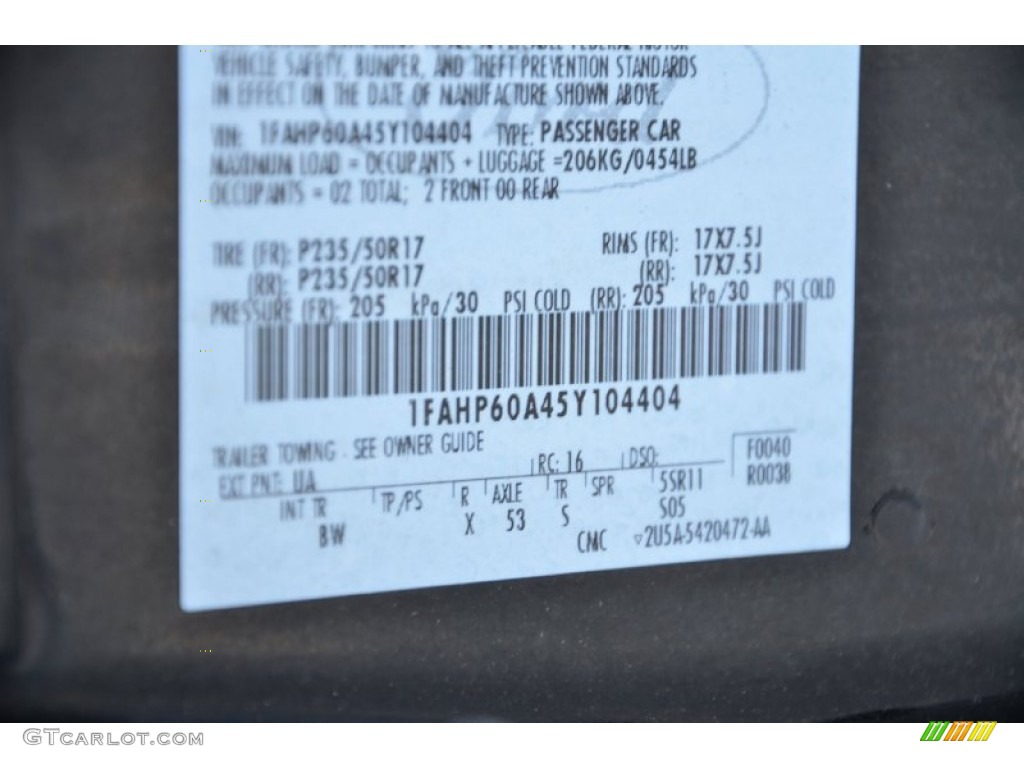 VEHICLE SAFETY, BUMPER, AND THEFT PREVENTION STANDARDS
IN EFFECT ON THE DATE OF MANUFACTURE SHOWN ABOVE.
VIN: 1FAHP60A45Y104404 TYPE: PASSENGER CAR
MAXIMUM LOAD = OCCUPANTS + LUGGAGE =206KG/0454LB
OCCUPANTS = 02 TOTAL; 2 FRONT 00 REAR
TIRE (FR): P235/50R17 RIMS (FR): 17X7.5J
(RR): P235/50R17 (RR): 17X7.5J
PRESSURE (FR): 205 kPa/30 PSI COLD (RR): 205 kPa/30 PSI COLD
1FAHP60A45Y104404
TRAILER TOWING - SEE OWNER GUIDE
EXT PNT: UA RC: 16 DSO: F0040
R0038
INT TR TP/PS R AXLE TR SPR 5SR11
BW X 53 S S05
CMC ▽2U5A-5420472-AA
GTCARLOT.COM